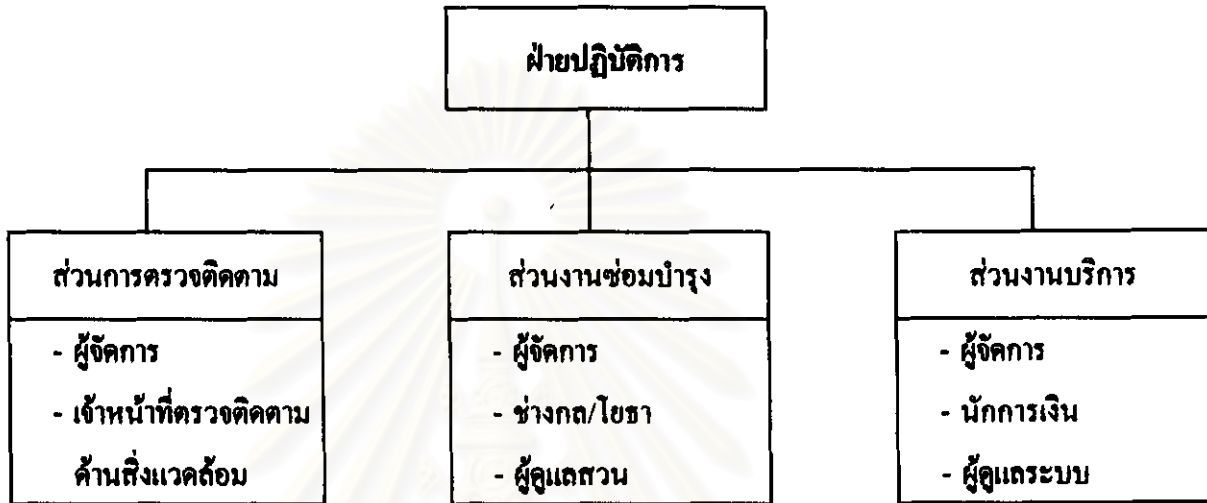 ฝ่ายปฏิบัติการ
ส่วนการตรวจติดตาม
- ผู้จัดการ
- เจ้าหน้าที่ตรวจติดตาม
ด้านสิ่งแวดล้อม
ส่วนงานซ่อมบำรุง
- ผู้จัดการ
- ช่างกล/โยธา
- ผู้ดูแลสวน
ส่วนงานบริการ
- ผู้จัดการ
- นักการเงิน
- ผู้ดูแลระบบ